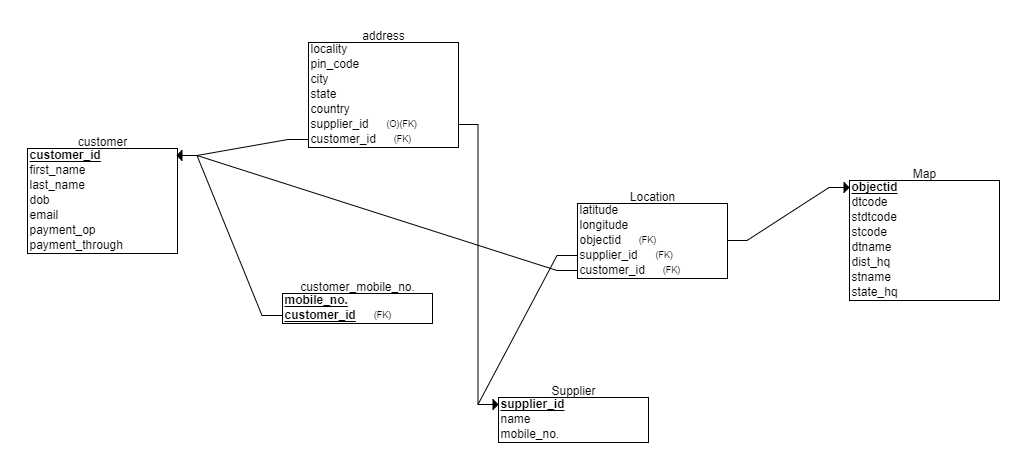 address
locality
pin_code
city
state
country
supplier_id (O)(FK)
customer_id (FK)
customer
customer_id
first_name
last_name
dob
email
payment_op
payment_through
customer_mobile_no.
mobile_no.
customer_id (FK)
Location
latitude
longitude
objectid (FK)
supplier_id (FK)
customer_id (FK)
Map
objectid
dtcode
stdtcode
stcode
dtname
dist_hq
stname
state_hq
Supplier
supplier_id
name
mobile_no.